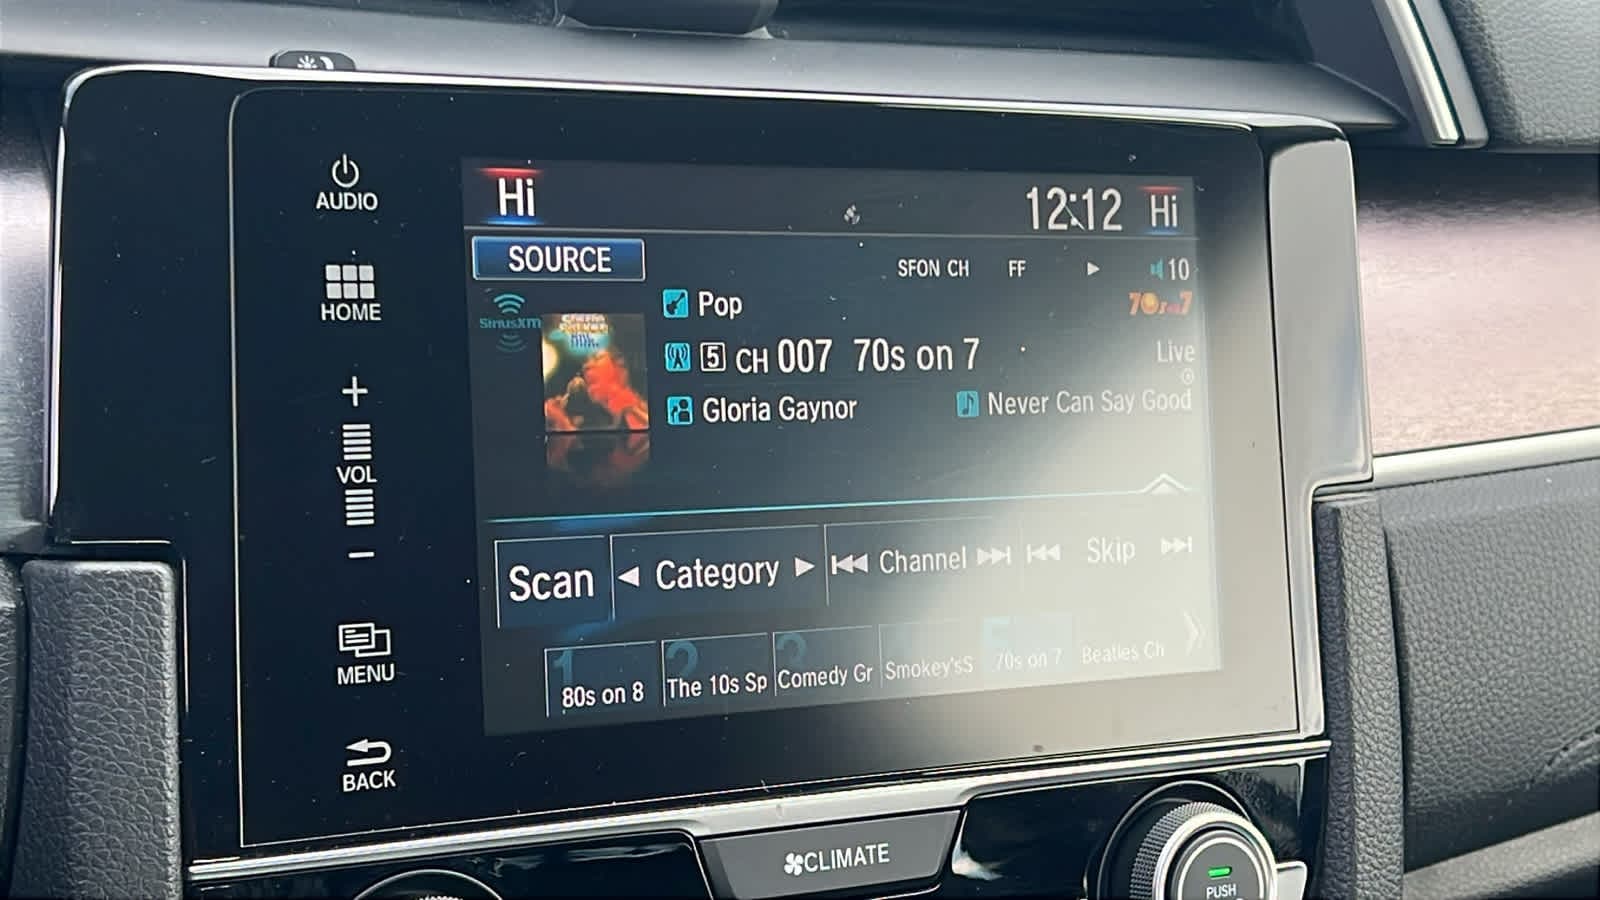 AUDIO
HOME
+
VOL
−
MENU
BACK
Hi
12:12 Hi
SOURCE
SFON CH FF 10
SiriusXM
Pop
70s on 7
5 CH 007 70s on 7
Live
Gloria Gaynor
Never Can Say Good
Scan
Category
Channel
Skip
1 80s on 8
2 The 10s Sp
3 Comedy Gr
Smokey'sS
5 70s on 7
Beatles Ch
CLIMATE
PUSH